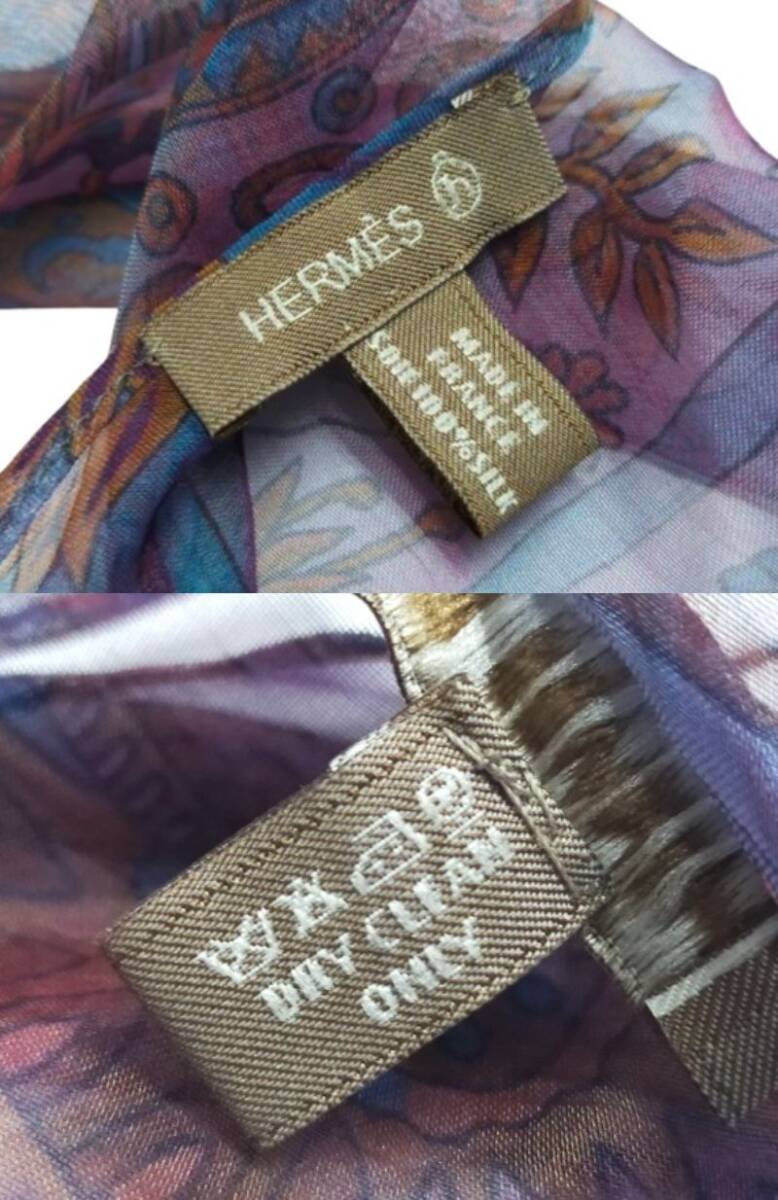 HERMÈS h
MADE IN
FRANCE
SOIE 100% SILK
DRY CLEAN
ONLY